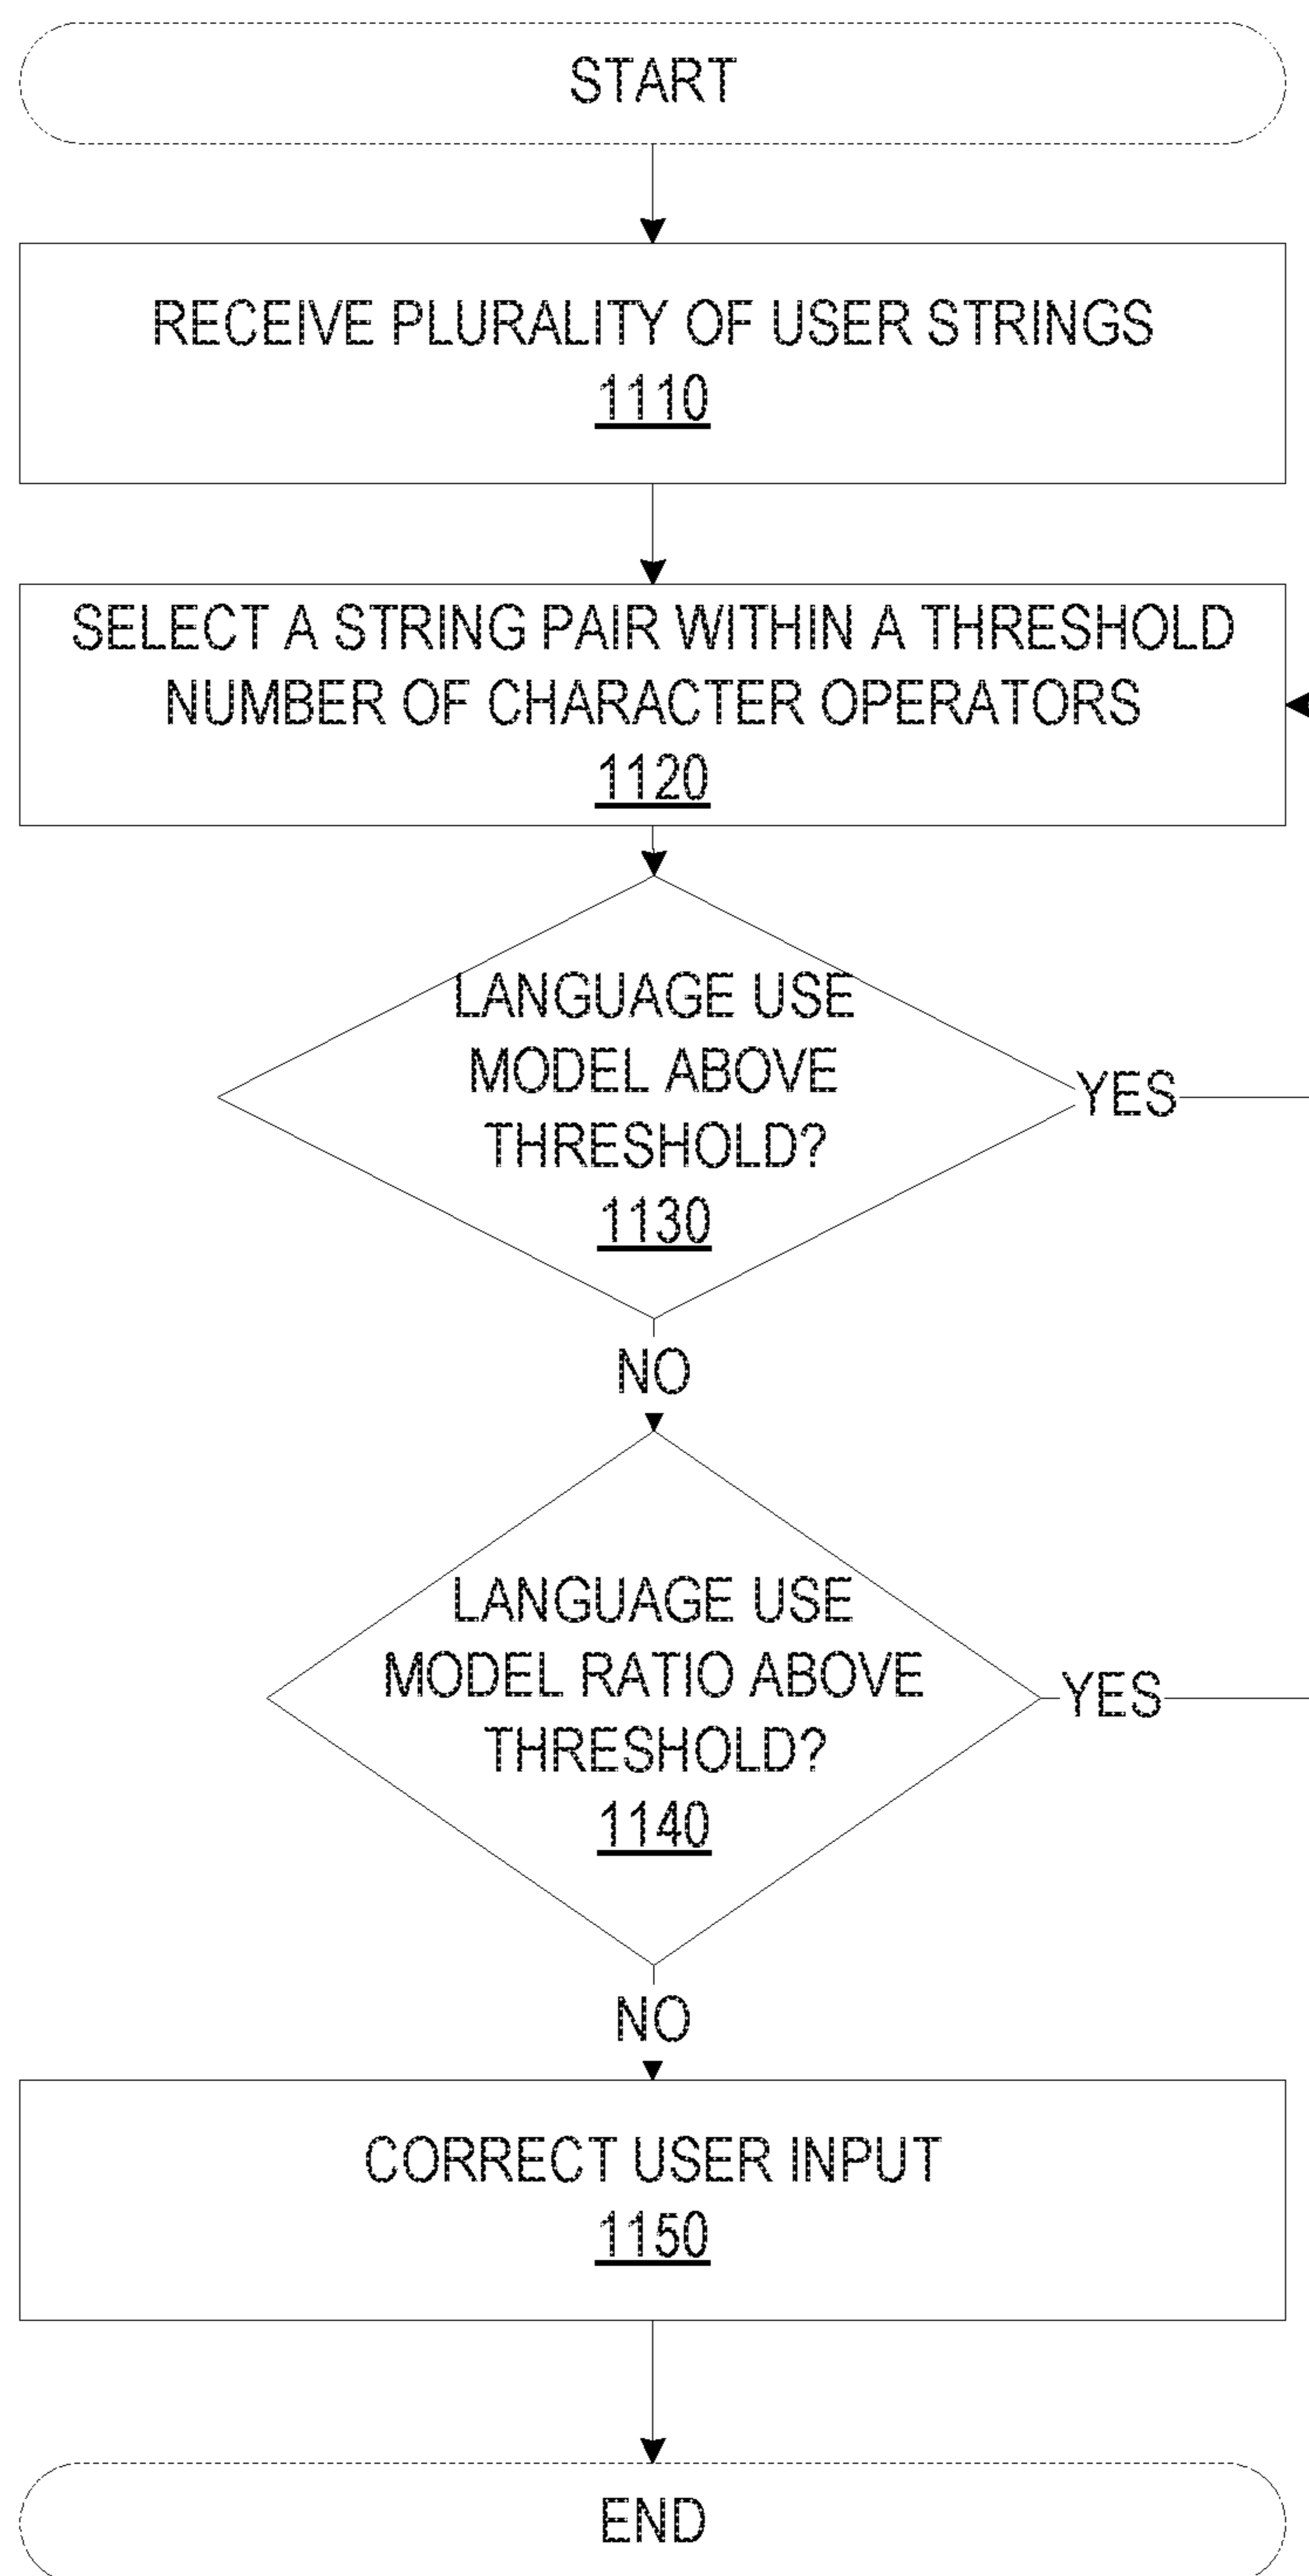 START
RECEIVE PLURALITY OF USER STRINGS
1110
SELECT A STRING PAIR WITHIN A THRESHOLD
NUMBER OF CHARACTER OPERATORS
1120
LANGUAGE USE
MODEL ABOVE
THRESHOLD?
1130
YES
NO
LANGUAGE USE
MODEL RATIO ABOVE
THRESHOLD?
1140
YES
NO
CORRECT USER INPUT
1150
END